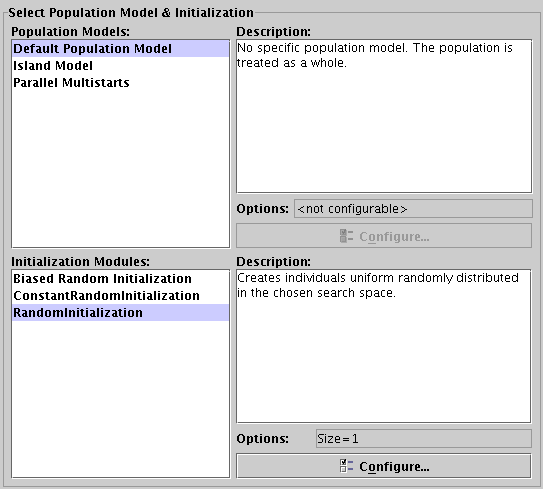 Select Population Model & Initialization
Population Models:
Default Population Model
Island Model
Parallel Multistarts
Description:
No specific population model. The population is
treated as a whole.
Options: <not configurable>
Configure...
Initialization Modules:
Biased Random Initialization
ConstantRandomInitialization
RandomInitialization
Description:
Creates individuals uniform randomly distributed
in the chosen search space.
Options: Size=1
Configure...